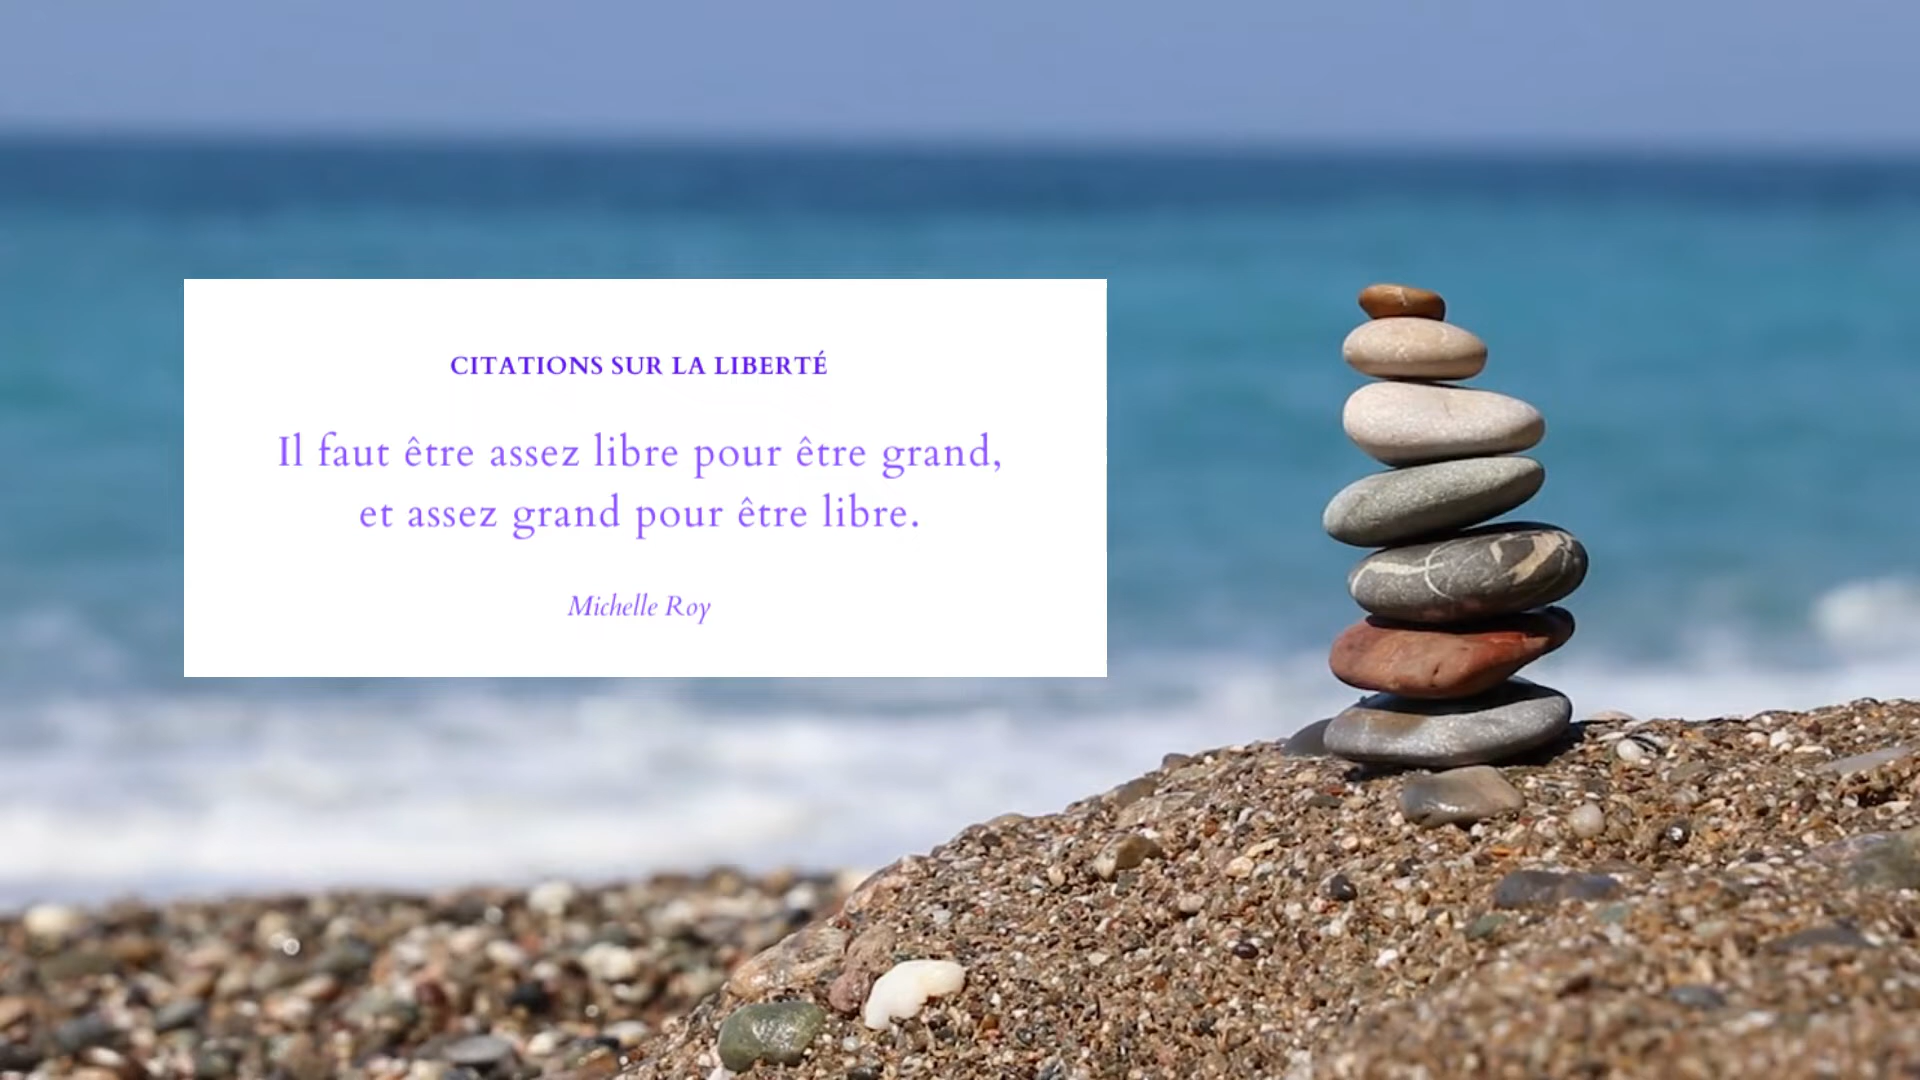 CITATIONS SUR LA LIBERTÉ
Il faut être assez libre pour être grand,
et assez grand pour être libre.
Michelle Roy